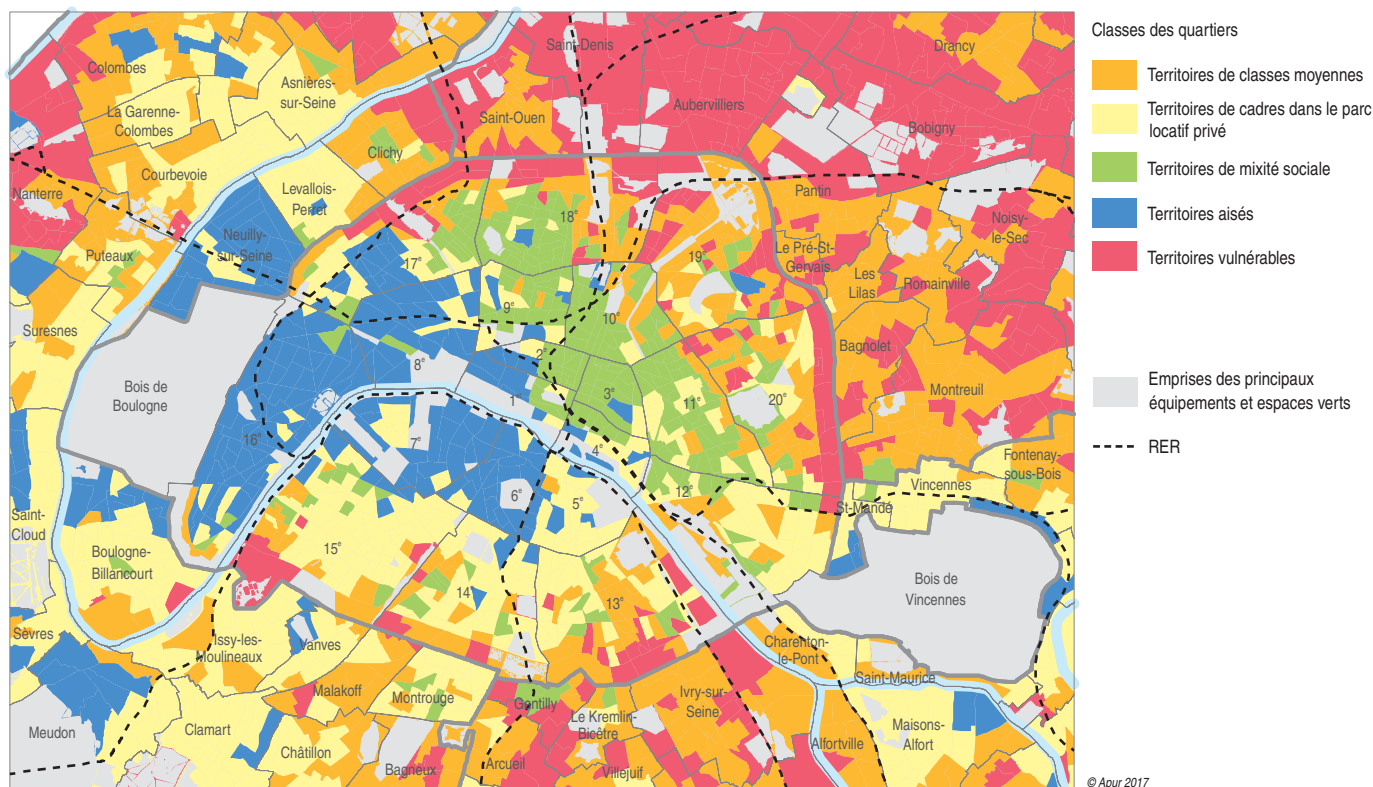 Classes des quartiers
Territoires de classes moyennes
Territoires de cadres dans le parc
locatif privé
Territoires de mixité sociale
Territoires aisés
Territoires vulnérables
Emprises des principaux
équipements et espaces verts
RER
© Apur 2017
Saint-Denis
Drancy
Colombes
Asnières-
sur-Seine
La Garenne-
Colombes
Saint-Ouen
Aubervilliers
Bobigny
Clichy
Courbevoie
Levallois-
Perret
Nanterre
Pantin
Noisy-
le-Sec
Neuilly-
sur-Seine
Puteaux
18e
17e
19e
Le Pré-St-
Gervais
Les
Lilas
Romainville
Suresnes
9e
10e
Bagnolet
2e
8e
Bois de
Boulogne
1e
3e
11e
20e
Montreuil
16e
7e
4e
Fontenay-
sous-Bois
6e
5e
12e
Vincennes
St-Mandé
Saint-
Cloud
15e
Boulogne-
Billancourt
14
13e
Bois de
Vincennes
Sèvres
Issy-les-
Moulineaux
Vanves
Charenton-
le-Pont
Saint-Maurice
Malakoff
Montrouge
Gentilly
Ivry-sur-
Seine
Le Kremlin-
Bicêtre
Meudon
Clamart
Châtillon
Bagneux
Arcueil
Villejuif
Alfortville
Maisons-
Alfort